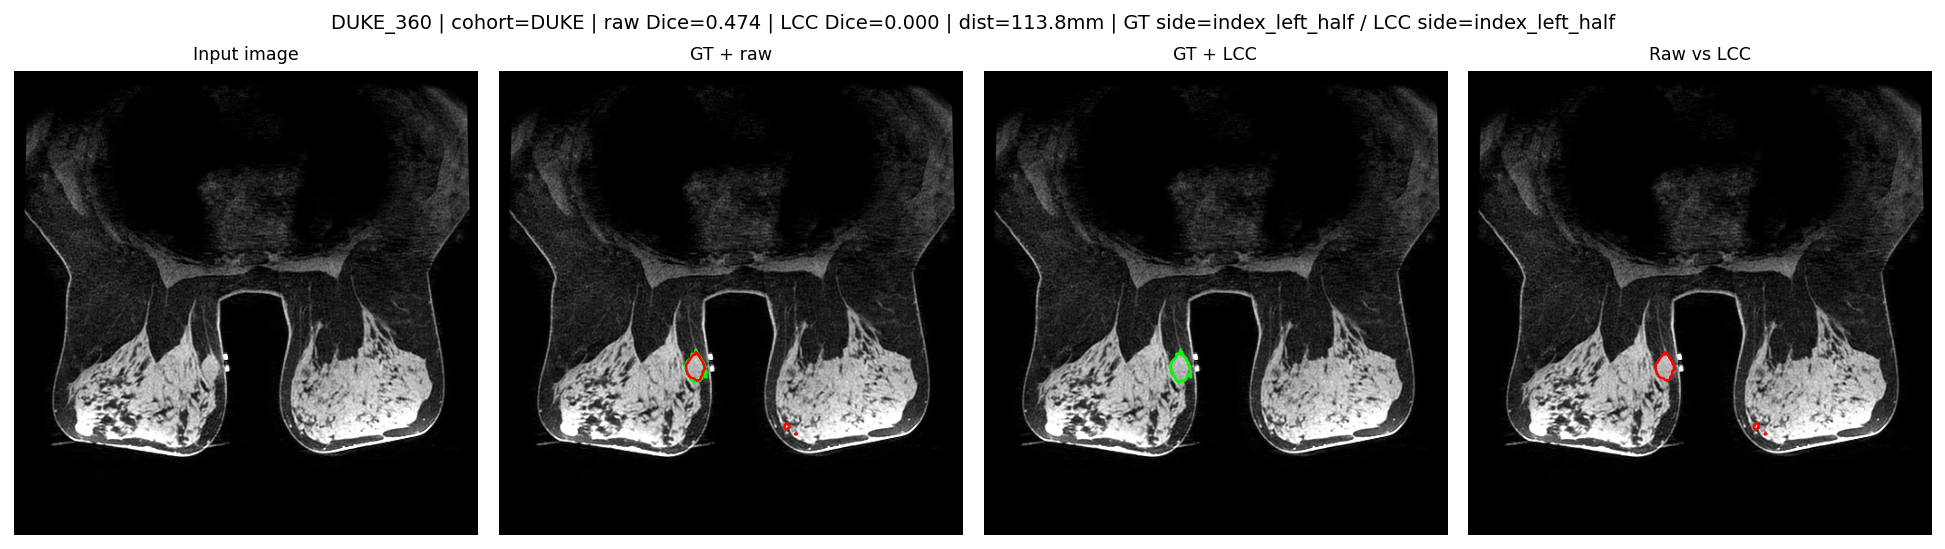 DUKE_360 | cohort=DUKE | raw Dice=0.474 | LCC Dice=0.000 | dist=113.8mm | GT side=index_left_half / LCC side=index_left_half
Input image
GT + raw
GT + LCC
Raw vs LCC